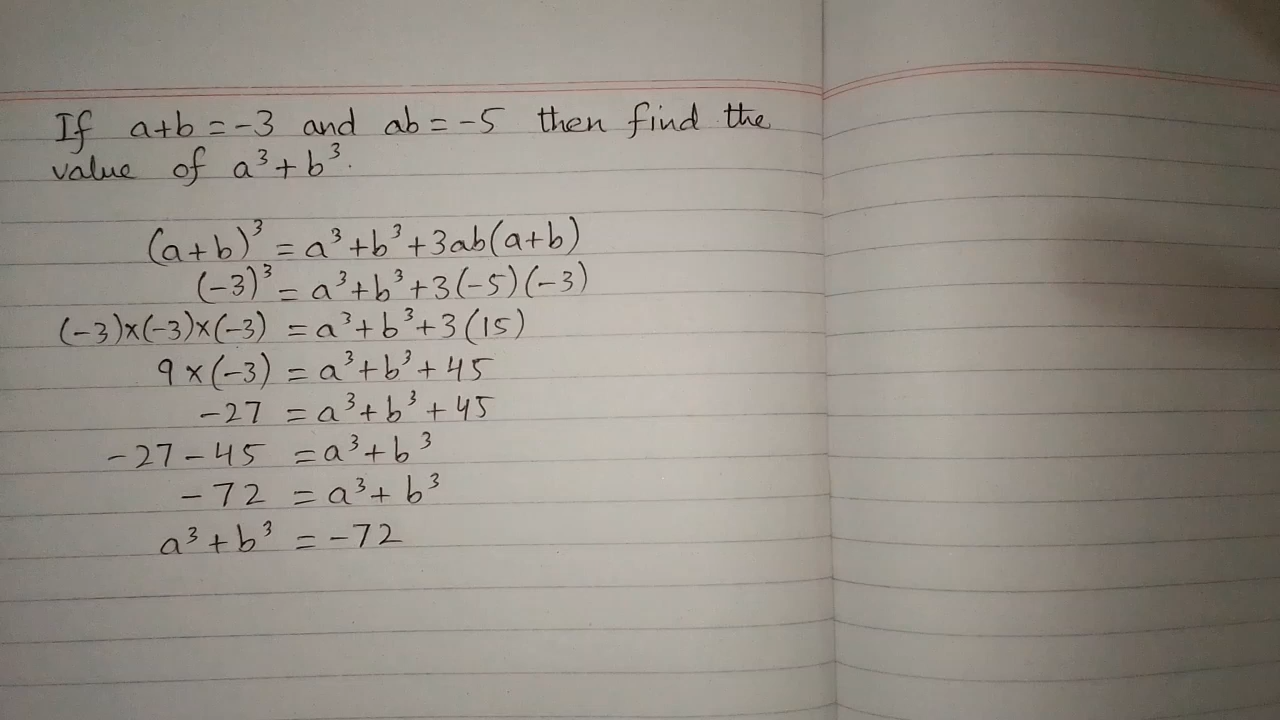 If a+b = -3 and ab = -5 then find the
value of a³ + b³.
(a+b)³ = a³+b³+3ab(a+b)
(-3)³ = a³+b³+3(-5)(-3)
(-3)×(-3)×(-3) = a³+b³+3(15)
9×(-3) = a³+b³+45
-27 = a³+b³+45
-27-45 = a³+b³
-72 = a³+b³
a³+b³ = -72